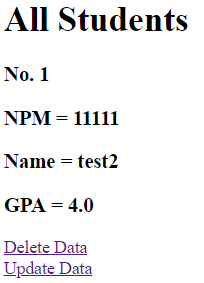 All Students
No. 1
NPM = 11111
Name = test2
GPA = 4.0
Delete Data
Update Data